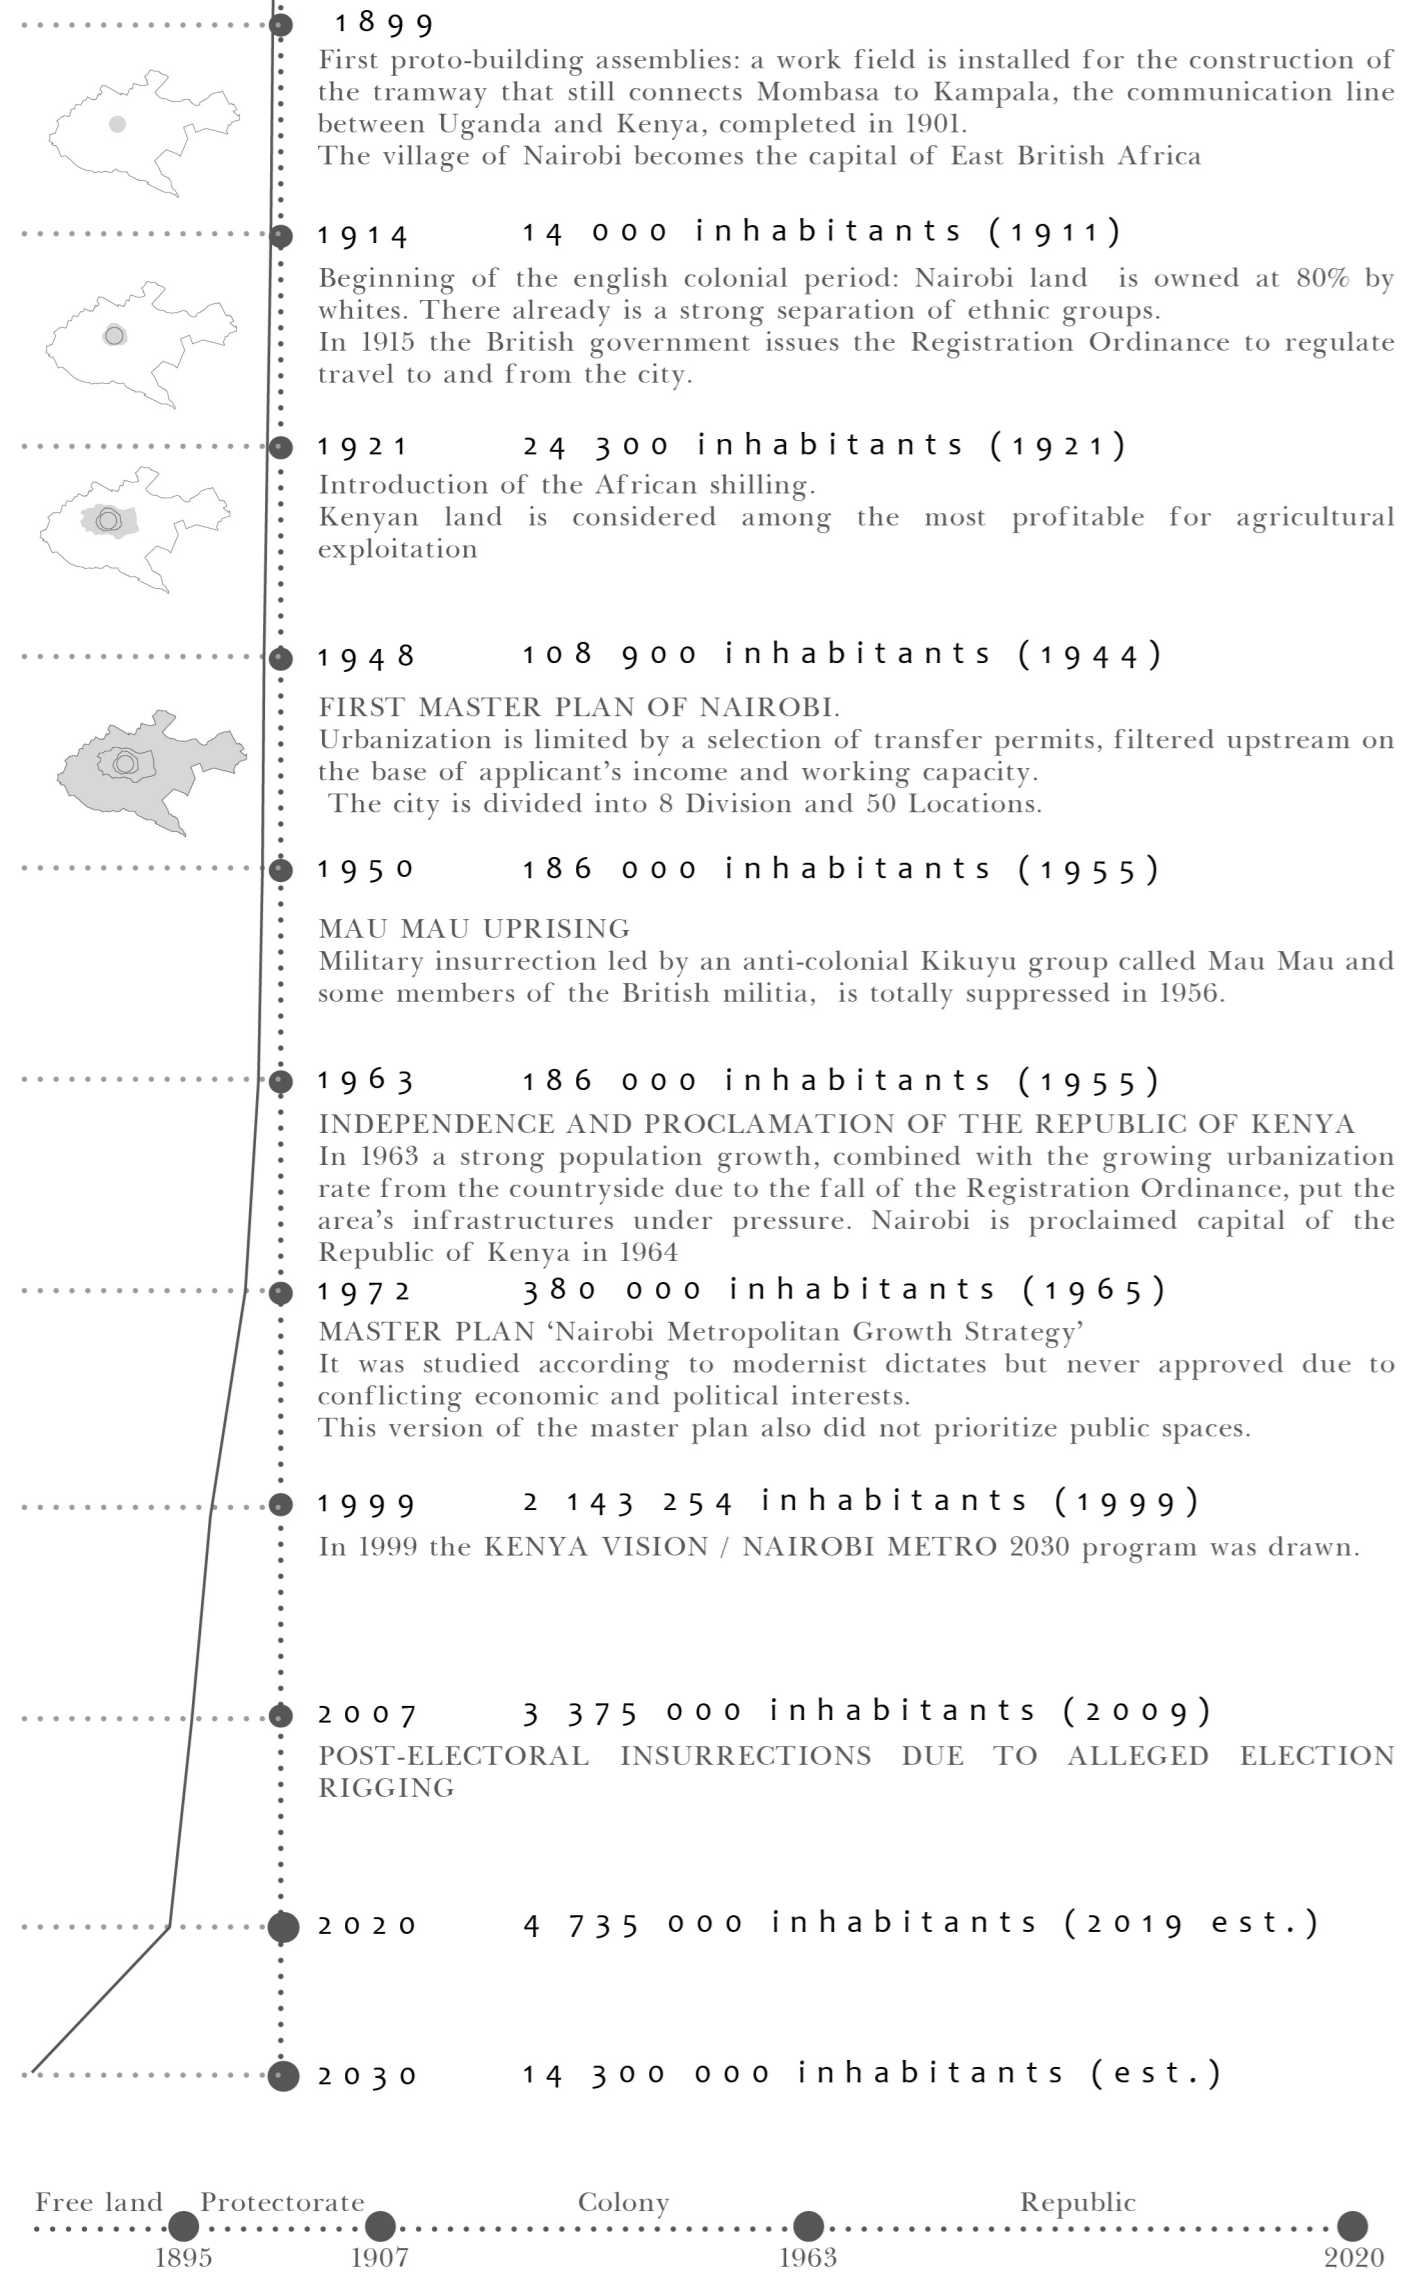 1899
First proto-building assemblies: a work field is installed for the construction of
the tramway that still connects Mombasa to Kampala, the communication line
between Uganda and Kenya, completed in 1901.
The village of Nairobi becomes the capital of East British Africa
1914 14 000 inhabitants (1911)
Beginning of the english colonial period: Nairobi land is owned at 80% by
whites. There already is a strong separation of ethnic groups.
In 1915 the British government issues the Registration Ordinance to regulate
travel to and from the city.
1921 24 300 inhabitants (1921)
Introduction of the African shilling.
Kenyan land is considered among the most profitable for agricultural
exploitation
1948 108 900 inhabitants (1944)
FIRST MASTER PLAN OF NAIROBI.
Urbanization is limited by a selection of transfer permits, filtered upstream on
the base of applicant’s income and working capacity.
The city is divided into 8 Division and 50 Locations.
1950 186 000 inhabitants (1955)
MAU MAU UPRISING
Military insurrection led by an anti-colonial Kikuyu group called Mau Mau and
some members of the British militia, is totally suppressed in 1956.
1963 186 000 inhabitants (1955)
INDEPENDENCE AND PROCLAMATION OF THE REPUBLIC OF KENYA
In 1963 a strong population growth, combined with the growing urbanization
rate from the countryside due to the fall of the Registration Ordinance, put the
area’s infrastructures under pressure. Nairobi is proclaimed capital of the
Republic of Kenya in 1964
1972 380 000 inhabitants (1965)
MASTER PLAN ‘Nairobi Metropolitan Growth Strategy’
It was studied according to modernist dictates but never approved due to
conflicting economic and political interests.
This version of the master plan also did not prioritize public spaces.
1999 2 143 254 inhabitants (1999)
In 1999 the KENYA VISION / NAIROBI METRO 2030 program was drawn.
2007 3 375 000 inhabitants (2009)
POST-ELECTORAL INSURRECTIONS DUE TO ALLEGED ELECTION
RIGGING
2020 4 735 000 inhabitants (2019 est.)
2030 14 300 000 inhabitants (est.)
Free land Protectorate Colony Republic
1895 1907 1963 2020